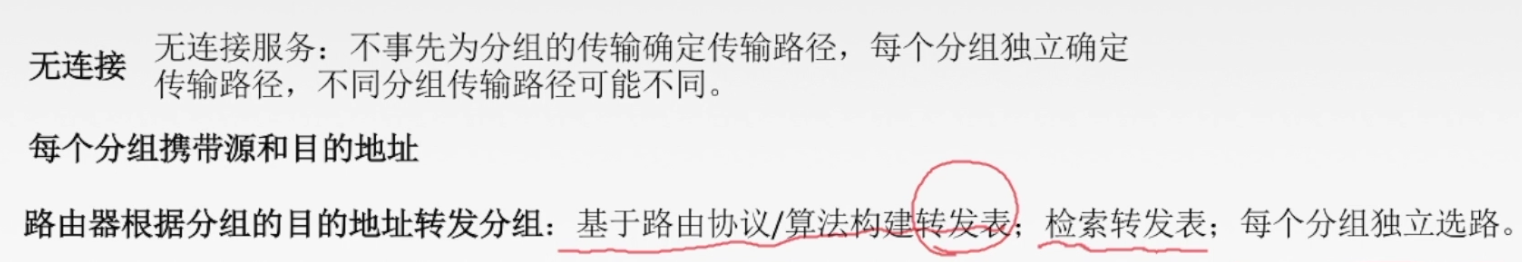 无连接 无连接服务：不事先为分组的传输确定传输路径，每个分组独立确定
传输路径，不同分组传输路径可能不同。
每个分组携带源和目的地址
路由器根据分组的目的地址转发分组：基于路由协议/算法构建转发表；检索转发表；每个分组独立选路。